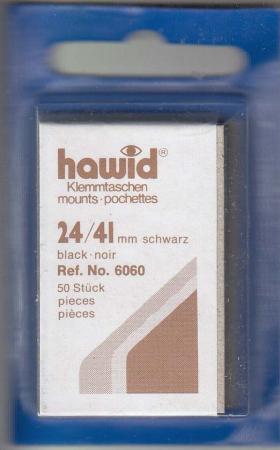 hawid®
Klemmtaschen
mounts·pochettes
24/41 mm schwarz
black·noir
Ref. No. 6060
50 Stück
pieces
pièces